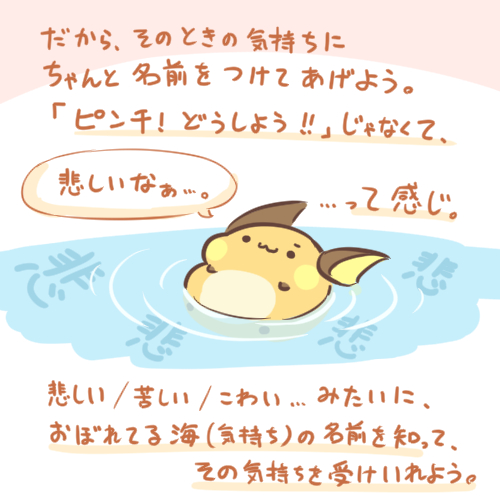 だから、そのときの気持ちに
ちゃんと名前をつけてあげよう。
「ピンチ!どうしよう!!」じゃなくて、
悲しいなぁ…。
…って感じ。
悲
悲
悲
悲
悲しい/苦しい/こわい…みたいに、
おぼれてる海(気持ち)の名前を知って、
その気持ちを受けいれよう。